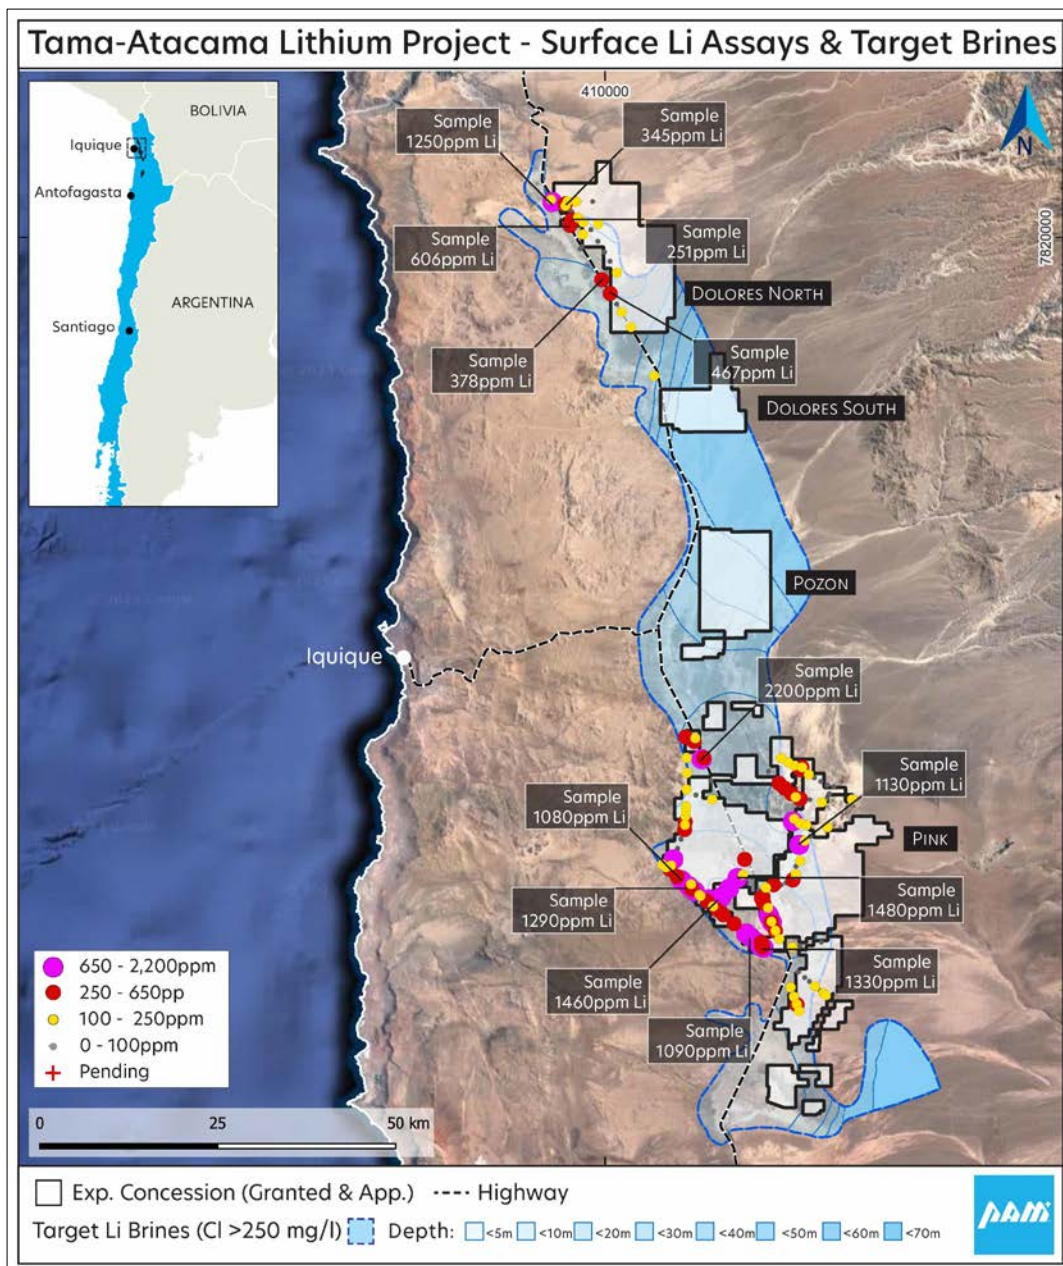 Tama-Atacama Lithium Project - Surface Li Assays & Target Brines
BOLIVIA
Iquique
Antofagasta
ARGENTINA
Santiago
410000
N
7820000
Sample
1250ppm Li
Sample
345ppm Li
Sample
606ppm Li
Sample
251ppm Li
DOLORES NORTH
Sample
378ppm Li
Sample
467ppm Li
DOLORES SOUTH
POZON
Iquique
Sample
2200ppm Li
Sample
1130ppm Li
Sample
1080ppm Li
PINK
Sample
1290ppm Li
Sample
1480ppm Li
Sample
1460ppm Li
Sample
1330ppm Li
Sample
1090ppm Li
650 - 2,200ppm
250 - 650pp
100 - 250ppm
0 - 100ppm
Pending
0 25 50 km
Exp. Concession (Granted & App.) Highway
Target Li Brines (Cl >250 mg/l) Depth: <5m <10m <20m <30m <40m <50m <60m <70m
PAM